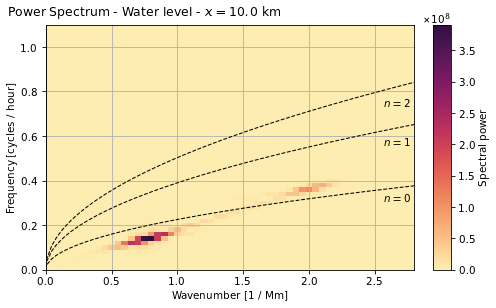 Power Spectrum - Water level - x = 10.0 km
×10⁸
1.0
0.8
0.6
0.4
0.2
0.0
Frequency [cycles / hour]
n = 2
n = 1
n = 0
0.0 0.5 1.0 1.5 2.0 2.5
Wavenumber [1 / Mm]
3.5
3.0
2.5
2.0
1.5
1.0
0.5
0.0
Spectral power